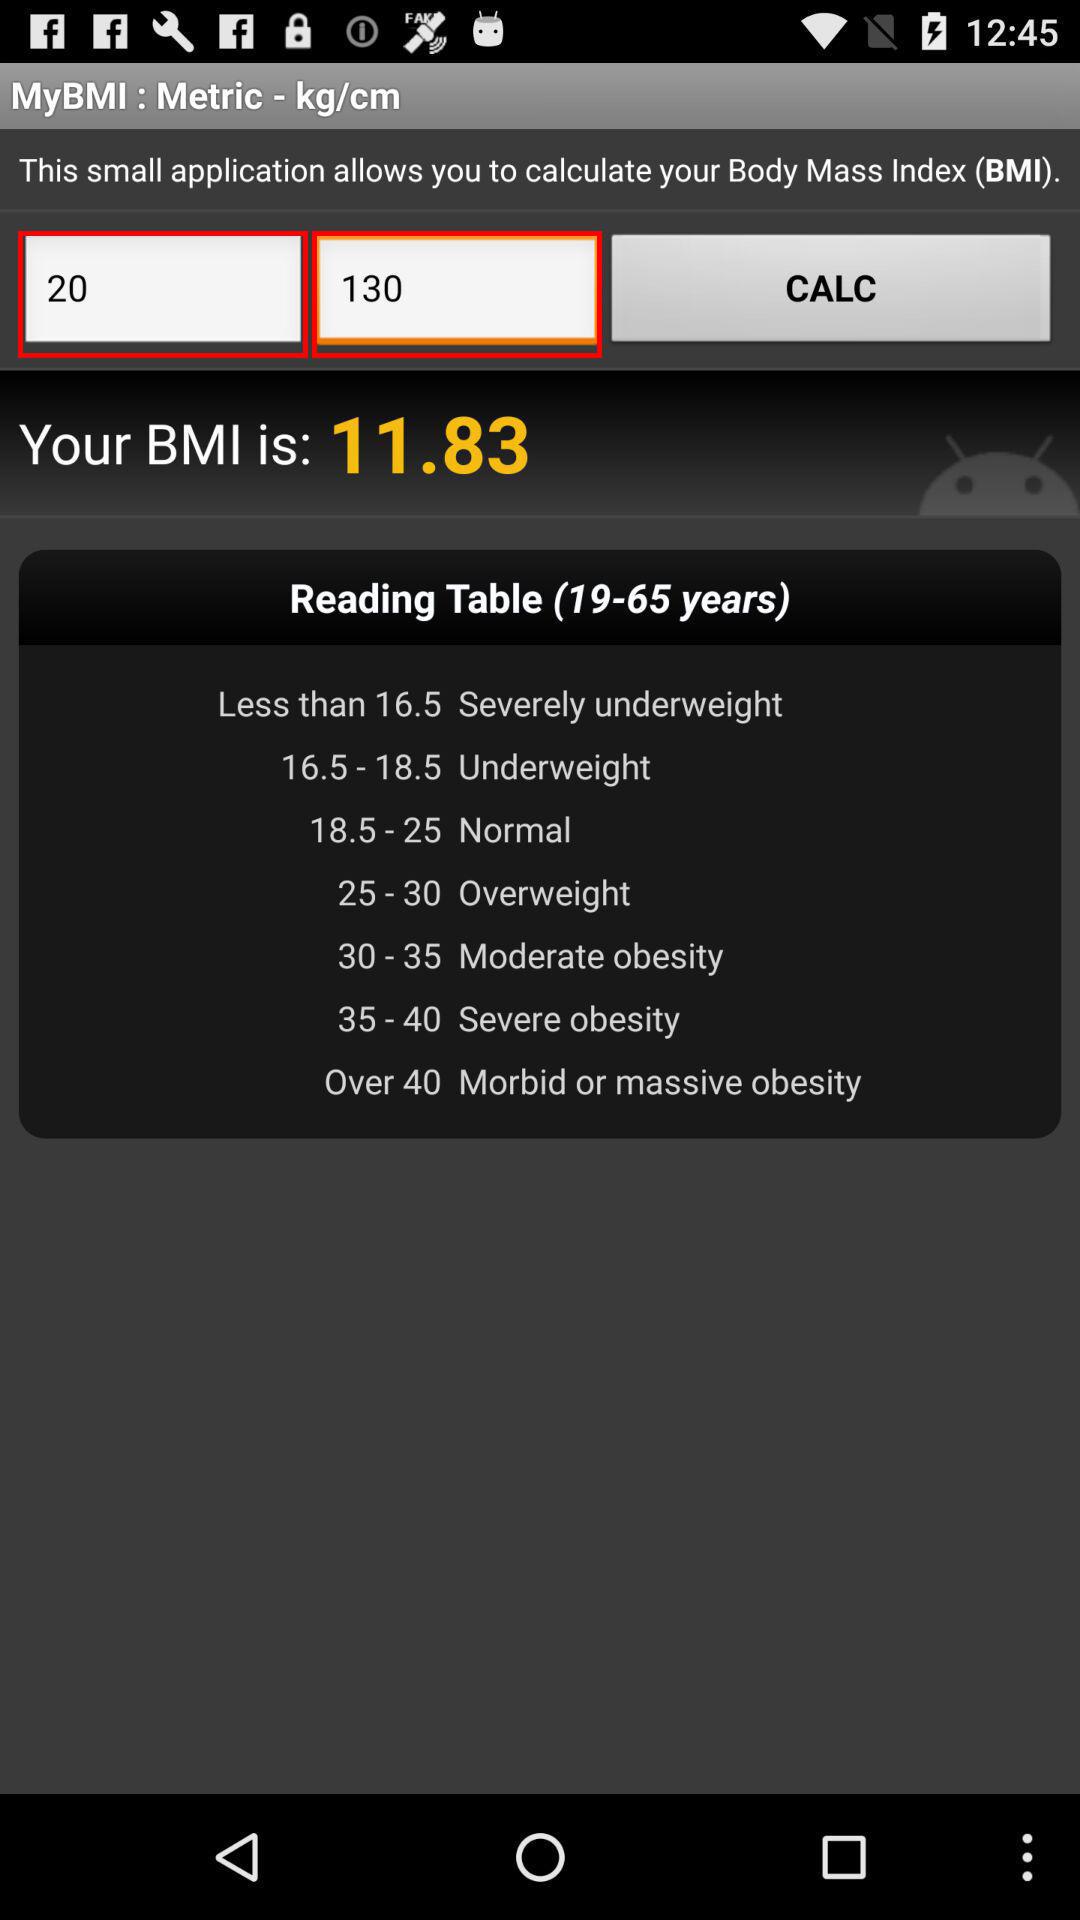 FAKE
12:45
MyBMI : Metric - kg/cm
This small application allows you to calculate your Body Mass Index (BMI).
20
130
CALC
Your BMI is: 11.83
Reading Table (19-65 years)
Less than 16.5 Severely underweight
16.5 - 18.5 Underweight
18.5 - 25 Normal
25 - 30 Overweight
30 - 35 Moderate obesity
35 - 40 Severe obesity
Over 40 Morbid or massive obesity